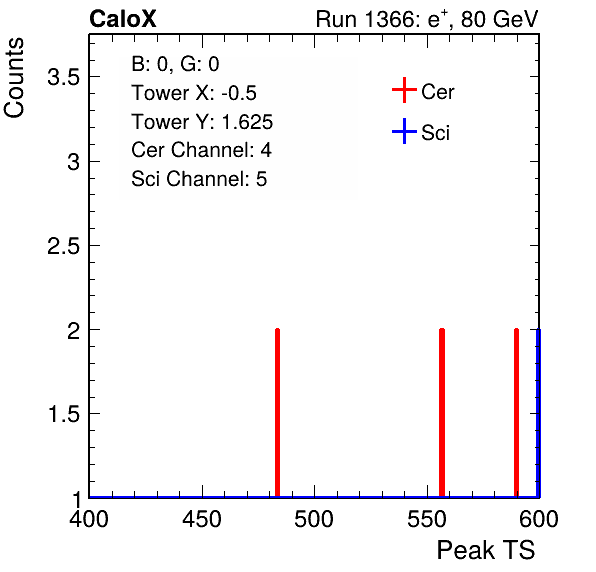 CaloX Run 1366: e+, 80 GeV
B: 0, G: 0
Tower X: -0.5
Tower Y: 1.625
Cer Channel: 4
Sci Channel: 5
Cer
Sci
Counts
3.5
3
2.5
2
1.5
1
400 450 500 550 600
Peak TS